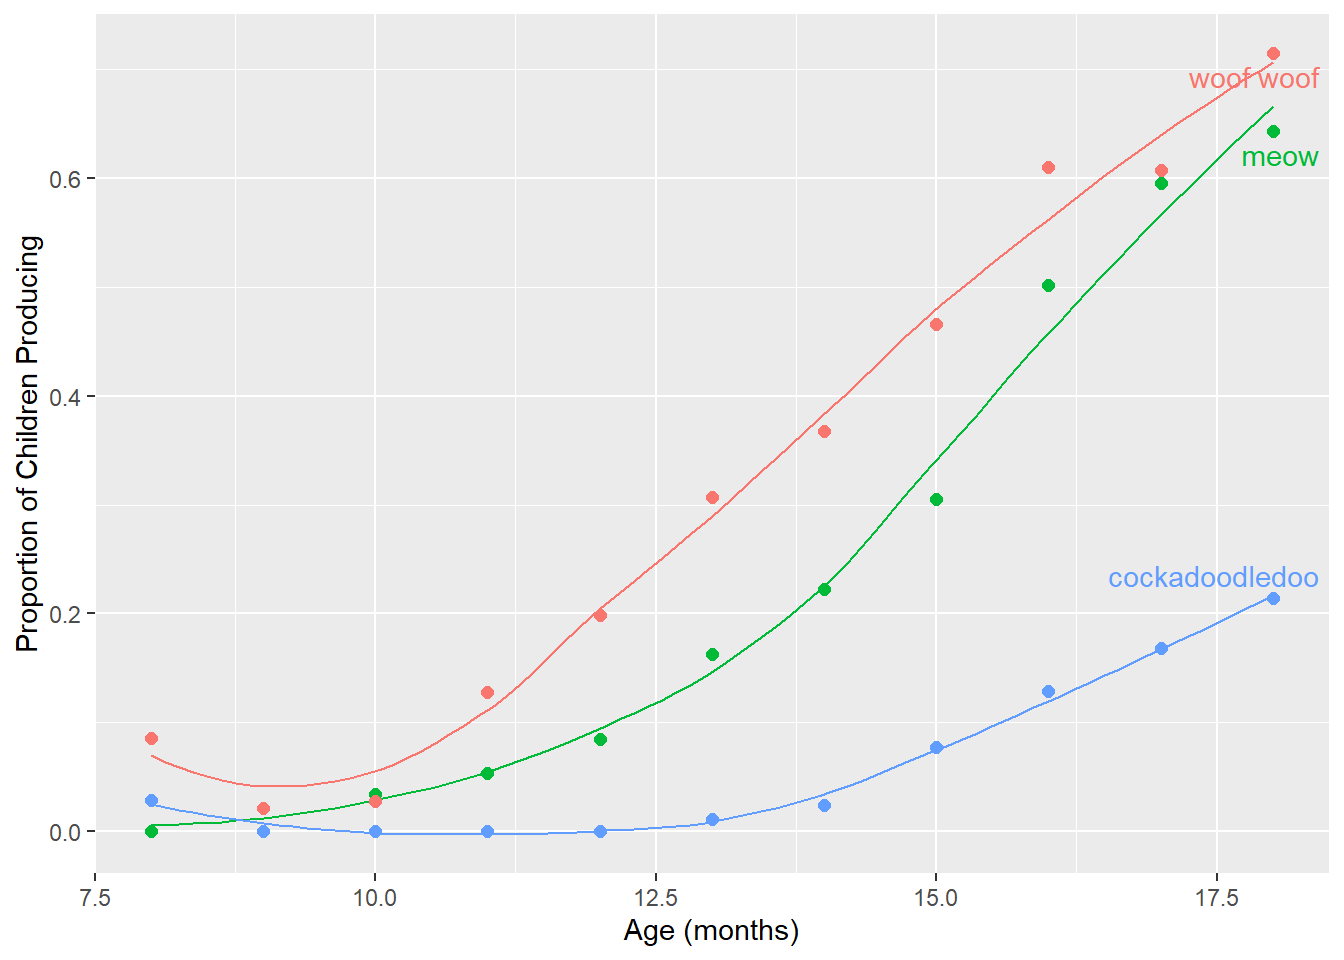 woof woof
meow
cockadoodledoo
0.6
0.4
0.2
0.0
Proportion of Children Producing
7.5 10.0 12.5 15.0 17.5
Age (months)